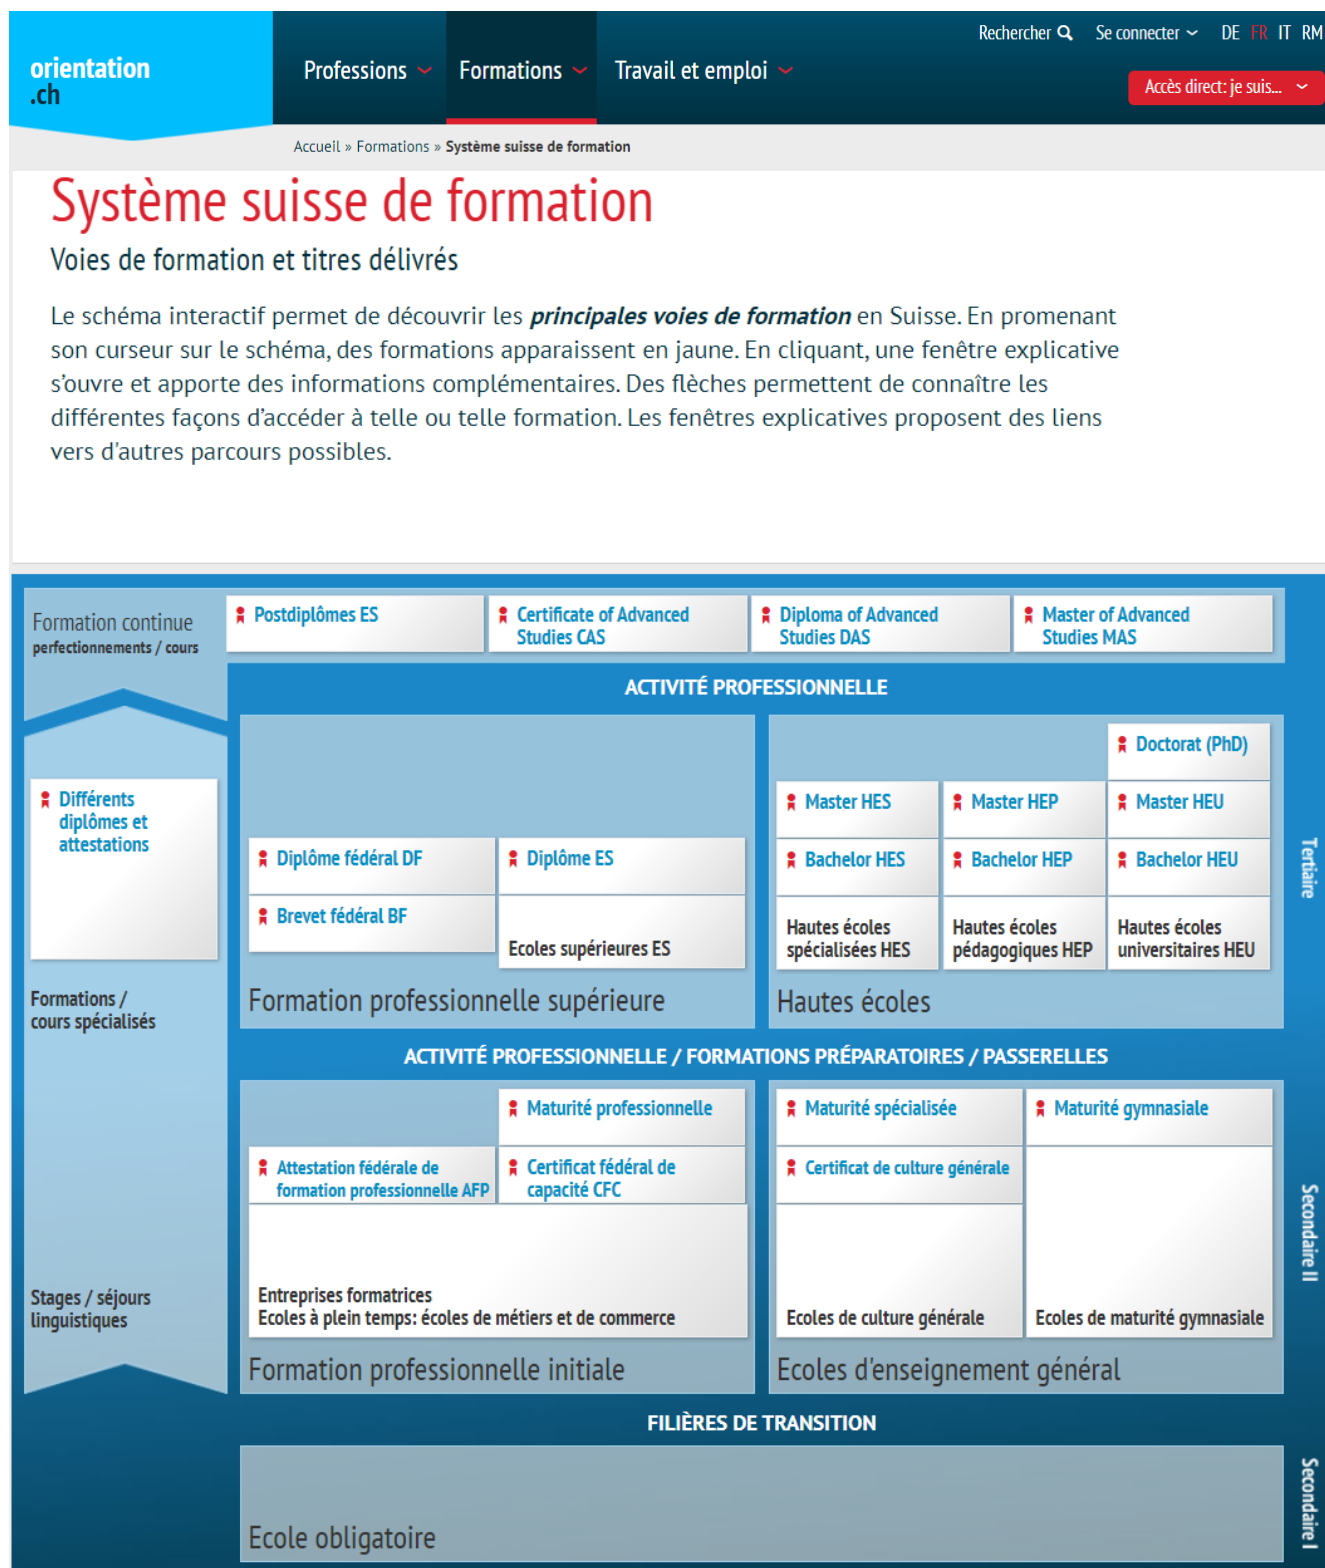 orientation
.ch
Professions
Formations
Travail et emploi
Rechercher
Se connecter
DE FR IT RM
Accès direct: je suis...
Accueil » Formations » Système suisse de formation
Système suisse de formation
Voies de formation et titres délivrés
Le schéma interactif permet de découvrir les principales voies de formation en Suisse. En promenant
son curseur sur le schéma, des formations apparaissent en jaune. En cliquant, une fenêtre explicative
s’ouvre et apporte des informations complémentaires. Des flèches permettent de connaître les
différentes façons d’accéder à telle ou telle formation. Les fenêtres explicatives proposent des liens
vers d'autres parcours possibles.
Formation continue
perfectionnements / cours
Postdiplômes ES
Certificate of Advanced
Studies CAS
Diploma of Advanced
Studies DAS
Master of Advanced
Studies MAS
ACTIVITÉ PROFESSIONNELLE
Différents
diplômes et
attestations
Formations /
cours spécialisés
Stages / séjours
linguistiques
Diplôme fédéral DF
Brevet fédéral BF
Diplôme ES
Ecoles supérieures ES
Formation professionnelle supérieure
Doctorat (PhD)
Master HES
Master HEP
Master HEU
Bachelor HES
Bachelor HEP
Bachelor HEU
Hautes écoles
spécialisées HES
Hautes écoles
pédagogiques HEP
Hautes écoles
universitaires HEU
Hautes écoles
Tertiaire
ACTIVITÉ PROFESSIONNELLE / FORMATIONS PRÉPARATOIRES / PASSERELLES
Maturité professionnelle
Attestation fédérale de
formation professionnelle AFP
Certificat fédéral de
capacité CFC
Entreprises formatrices
Ecoles à plein temps: écoles de métiers et de commerce
Formation professionnelle initiale
Maturité spécialisée
Maturité gymnasiale
Certificat de culture générale
Ecoles de culture générale
Ecoles de maturité gymnasiale
Ecoles d'enseignement général
Secondaire II
FILIÈRES DE TRANSITION
Ecole obligatoire
Secondaire I